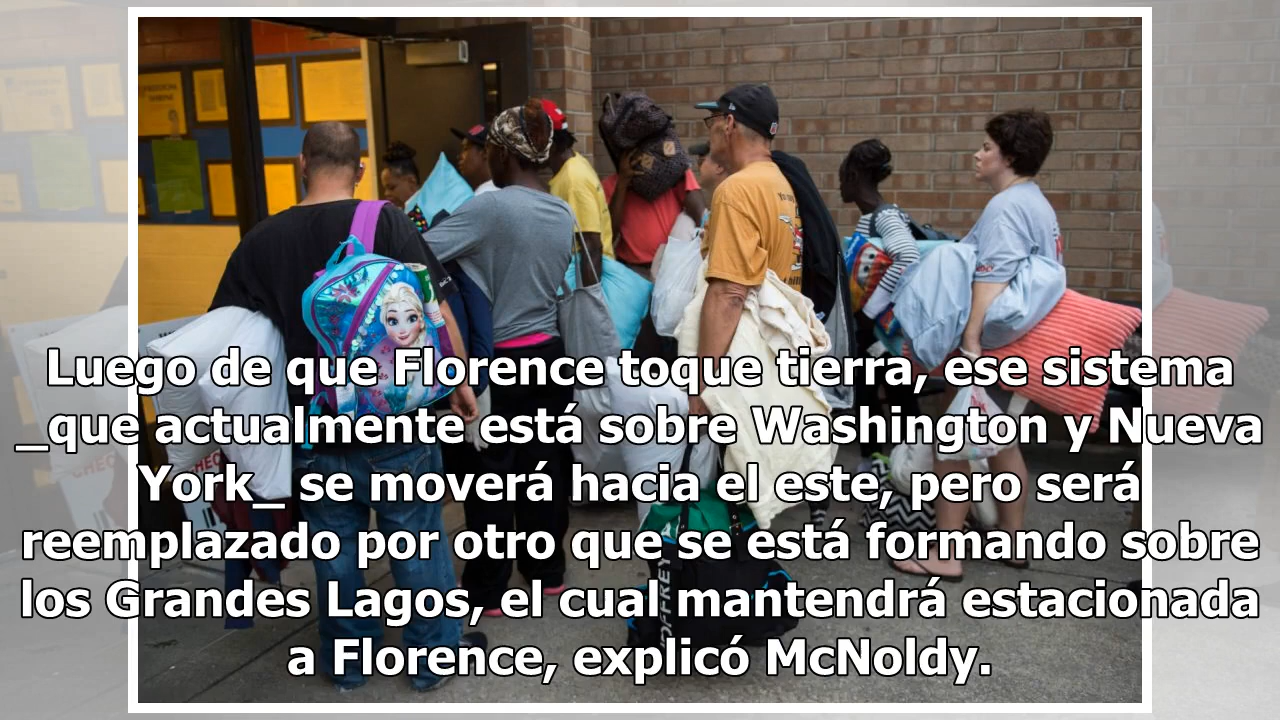 Luego de que Florence toque tierra, ese sistema
_que actualmente está sobre Washington y Nueva
York_ se moverá hacia el este, pero será
reemplazado por otro que se está formando sobre
los Grandes Lagos, el cual mantendrá estacionada
a Florence, explicó McNoldy.